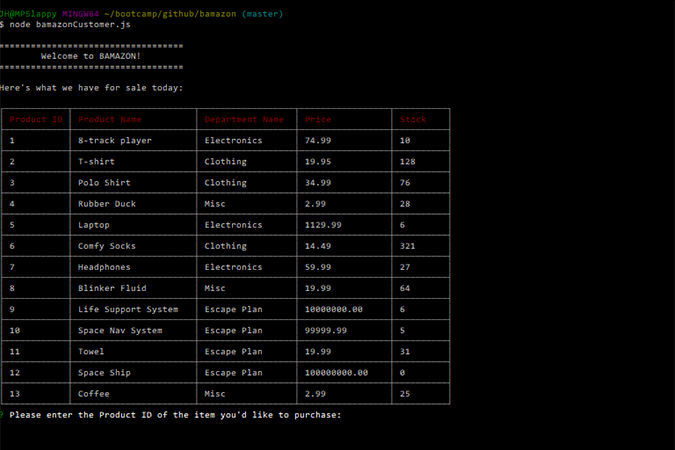 JH@MPSlappy MINGW64 ~/bootcamp/github/bamazon (master)
$ node bamazonCustomer.js
===================================
Welcome to BAMAZON!
===================================
Here's what we have for sale today:
Product ID Product Name Department Name Price Stock
1 8-track player Electronics 74.99 10
2 T-shirt Clothing 19.95 128
3 Polo Shirt Clothing 34.99 76
4 Rubber Duck Misc 2.99 28
5 Laptop Electronics 1129.99 6
6 Comfy Socks Clothing 14.49 321
7 Headphones Electronics 59.99 27
8 Blinker Fluid Misc 19.99 64
9 Life Support System Escape Plan 10000000.00 6
10 Space Nav System Escape Plan 99999.99 5
11 Towel Escape Plan 19.99 31
12 Space Ship Escape Plan 100000000.00 0
13 Coffee Misc 2.99 25
? Please enter the Product ID of the item you'd like to purchase: